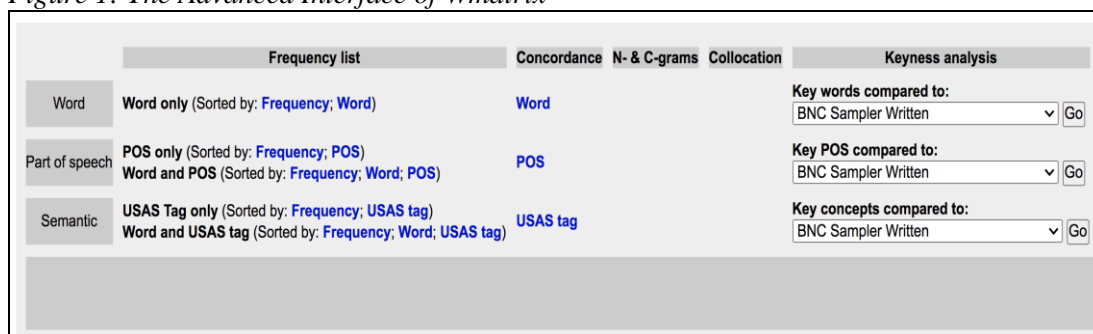 Figure 1: The Advanced Interface of Wmatrix
Frequency list Concordance N- & C-grams Collocation Keyness analysis
Word Word only (Sorted by: Frequency; Word) Word Key words compared to:
BNC Sampler Written Go
Part of speech POS only (Sorted by: Frequency; POS) POS Key POS compared to:
Word and POS (Sorted by: Frequency; Word; POS) BNC Sampler Written Go
Semantic USAS Tag only (Sorted by: Frequency; USAS tag) USAS tag Key concepts compared to:
Word and USAS tag (Sorted by: Frequency; Word; USAS tag) BNC Sampler Written Go